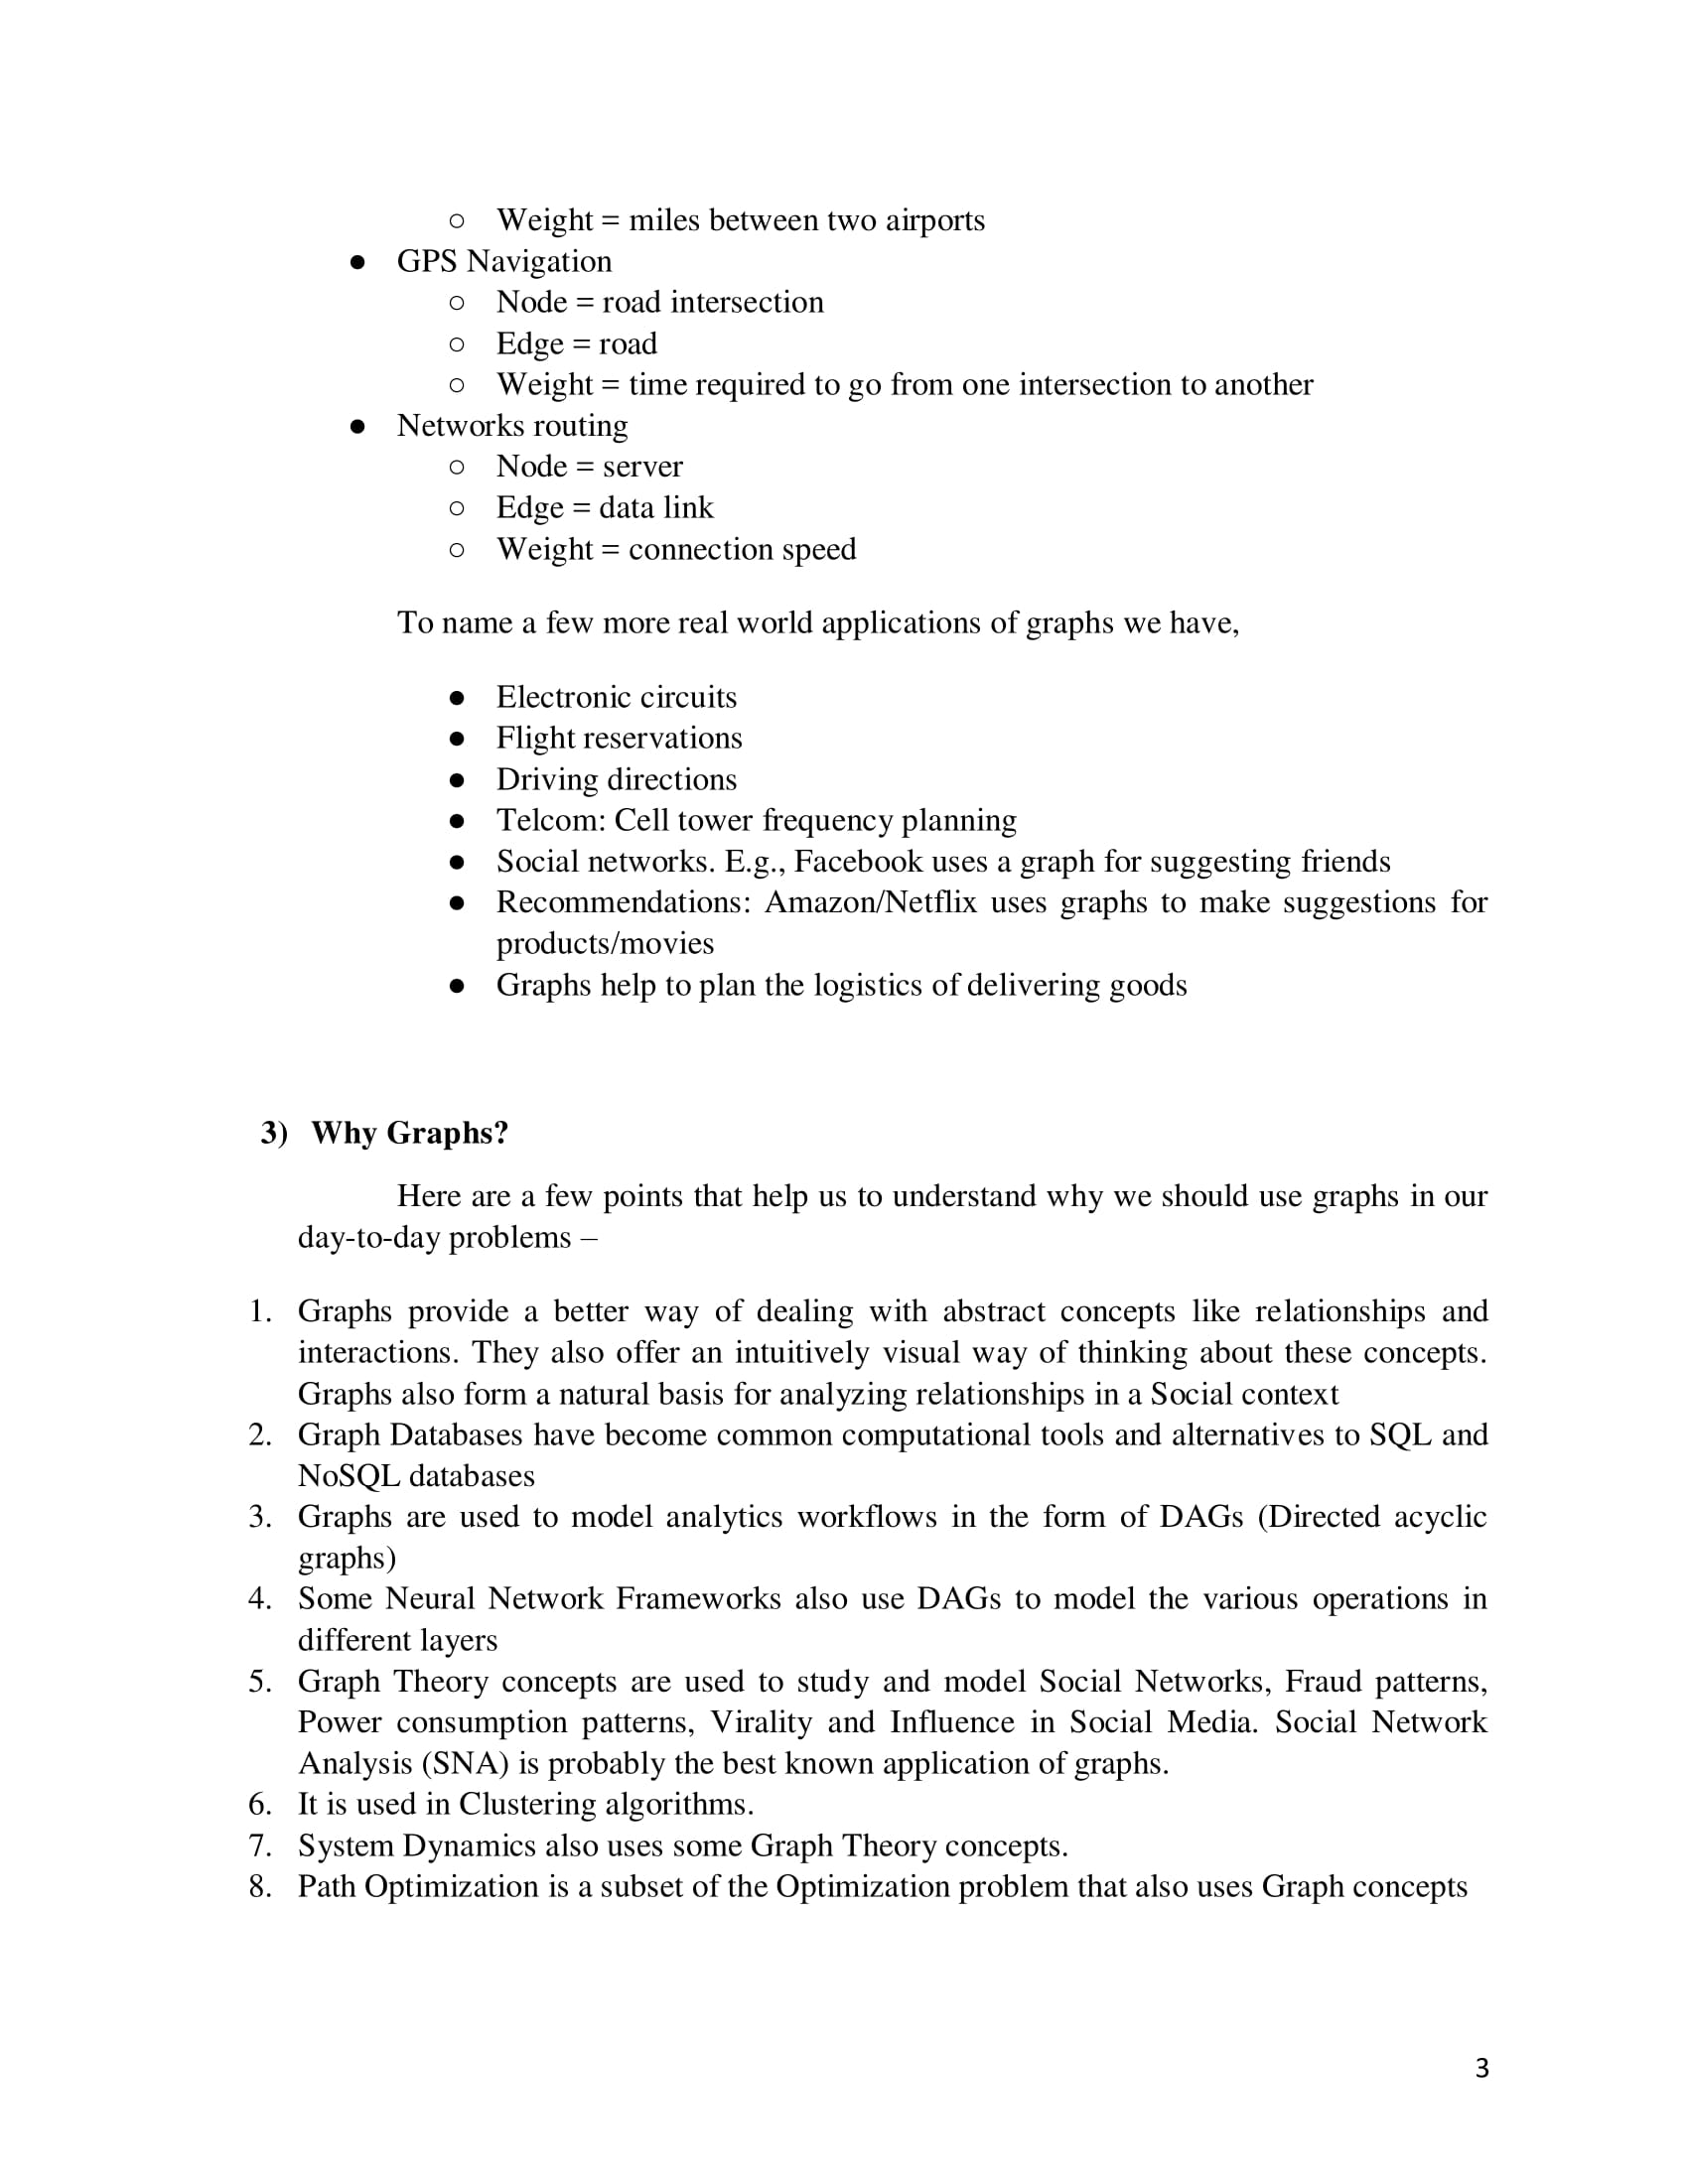 ○ Weight = miles between two airports
● GPS Navigation
○ Node = road intersection
○ Edge = road
○ Weight = time required to go from one intersection to another
● Networks routing
○ Node = server
○ Edge = data link
○ Weight = connection speed
To name a few more real world applications of graphs we have,
● Electronic circuits
● Flight reservations
● Driving directions
● Telcom: Cell tower frequency planning
● Social networks. E.g., Facebook uses a graph for suggesting friends
● Recommendations: Amazon/Netflix uses graphs to make suggestions for
products/movies
● Graphs help to plan the logistics of delivering goods
3) Why Graphs?
Here are a few points that help us to understand why we should use graphs in our
day-to-day problems –
1. Graphs provide a better way of dealing with abstract concepts like relationships and
interactions. They also offer an intuitively visual way of thinking about these concepts.
Graphs also form a natural basis for analyzing relationships in a Social context
2. Graph Databases have become common computational tools and alternatives to SQL and
NoSQL databases
3. Graphs are used to model analytics workflows in the form of DAGs (Directed acyclic
graphs)
4. Some Neural Network Frameworks also use DAGs to model the various operations in
different layers
5. Graph Theory concepts are used to study and model Social Networks, Fraud patterns,
Power consumption patterns, Virality and Influence in Social Media. Social Network
Analysis (SNA) is probably the best known application of graphs.
6. It is used in Clustering algorithms.
7. System Dynamics also uses some Graph Theory concepts.
8. Path Optimization is a subset of the Optimization problem that also uses Graph concepts
3